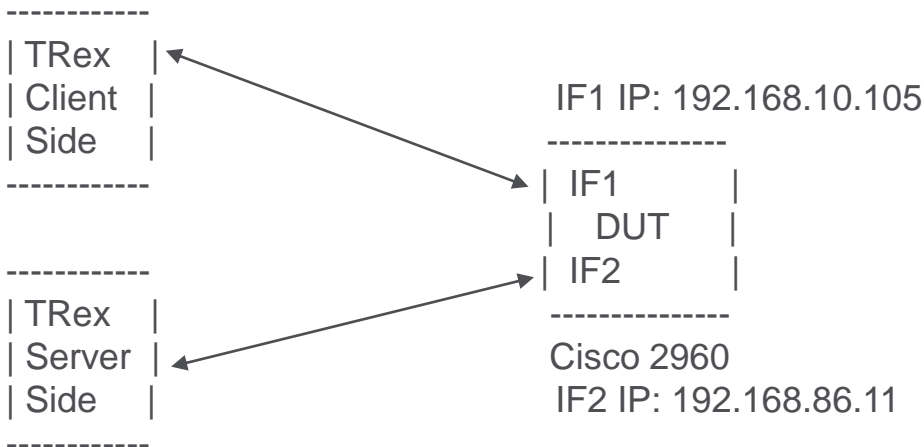 ------------
| TRex |
| Client |
| Side |
------------
IF1 IP: 192.168.10.105
---------------
| IF1 |
| DUT |
| IF2 |
---------------
Cisco 2960
IF2 IP: 192.168.86.11
------------
| TRex |
| Server |
| Side |
------------